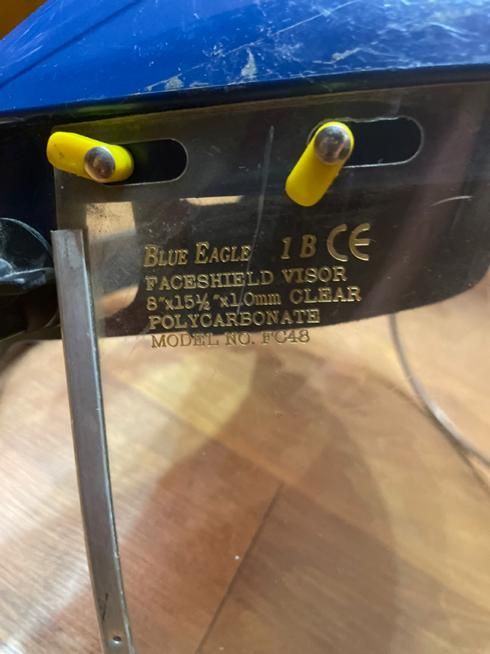 BLUE EAGLE 1 B CE
FACESHIELD VISOR
8"x15½"x1.0mm CLEAR
POLYCARBONATE
MODEL NO. FC48